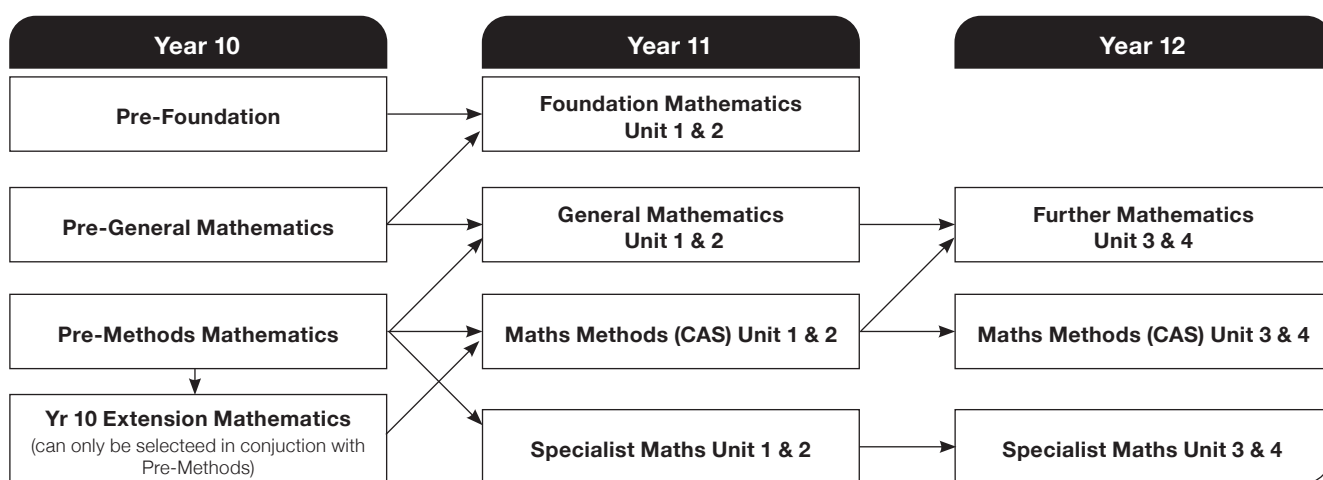 Year 10
Year 11
Year 12
Pre-Foundation
Foundation Mathematics
Unit 1 & 2
Pre-General Mathematics
General Mathematics
Unit 1 & 2
Further Mathematics
Unit 3 & 4
Pre-Methods Mathematics
Maths Methods (CAS) Unit 1 & 2
Maths Methods (CAS) Unit 3 & 4
Yr 10 Extension Mathematics
(can only be selecteed in conjuction with
Pre-Methods)
Specialist Maths Unit 1 & 2
Specialist Maths Unit 3 & 4